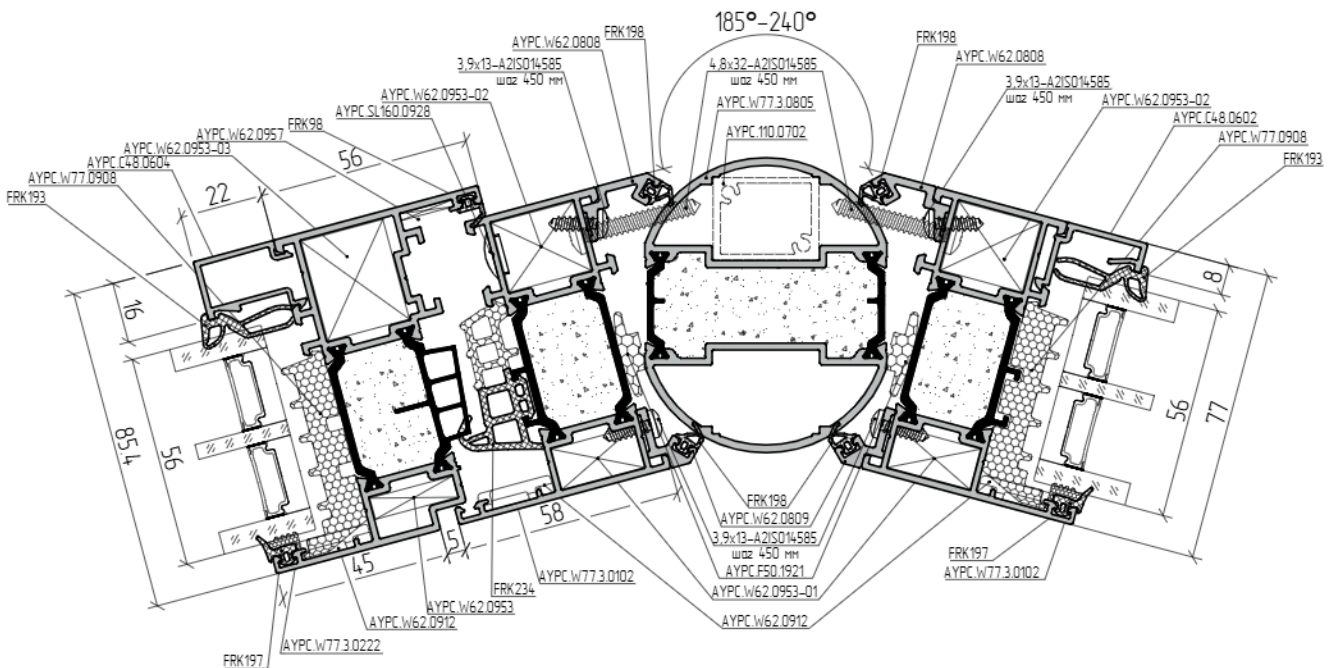 185°-240°
FRK198
AYPC.W62.0808
3,9x13-A2ISO14585
шаг 450 мм
AYPC.W62.0953-02
AYPC.SL160.0928
FRK98
AYPC.W62.0957
AYPC.W62.0953-03
AYPC.C48.0604
AYPC.W77.0908
FRK193
4,8x32-A2ISO14585
шаг 450 мм
AYPC.W77.3.0805
AYPC.110.0702
FRK198
AYPC.W62.0808
3,9x13-A2ISO14585
шаг 450 мм
AYPC.W62.0953-02
AYPC.C48.0602
AYPC.W77.0908
FRK193
56
22
16
85.4
56
8
56
77
58
5
45
FRK198
AYPC.W62.0809
3,9x13-A2ISO14585
шаг 450 мм
AYPC.F50.1921
AYPC.W62.0953-01
AYPC.W62.0912
FRK197
AYPC.W77.3.0102
AYPC.W77.3.0102
FRK234
AYPC.W62.0953
AYPC.W62.0912
AYPC.W77.3.0222
FRK197